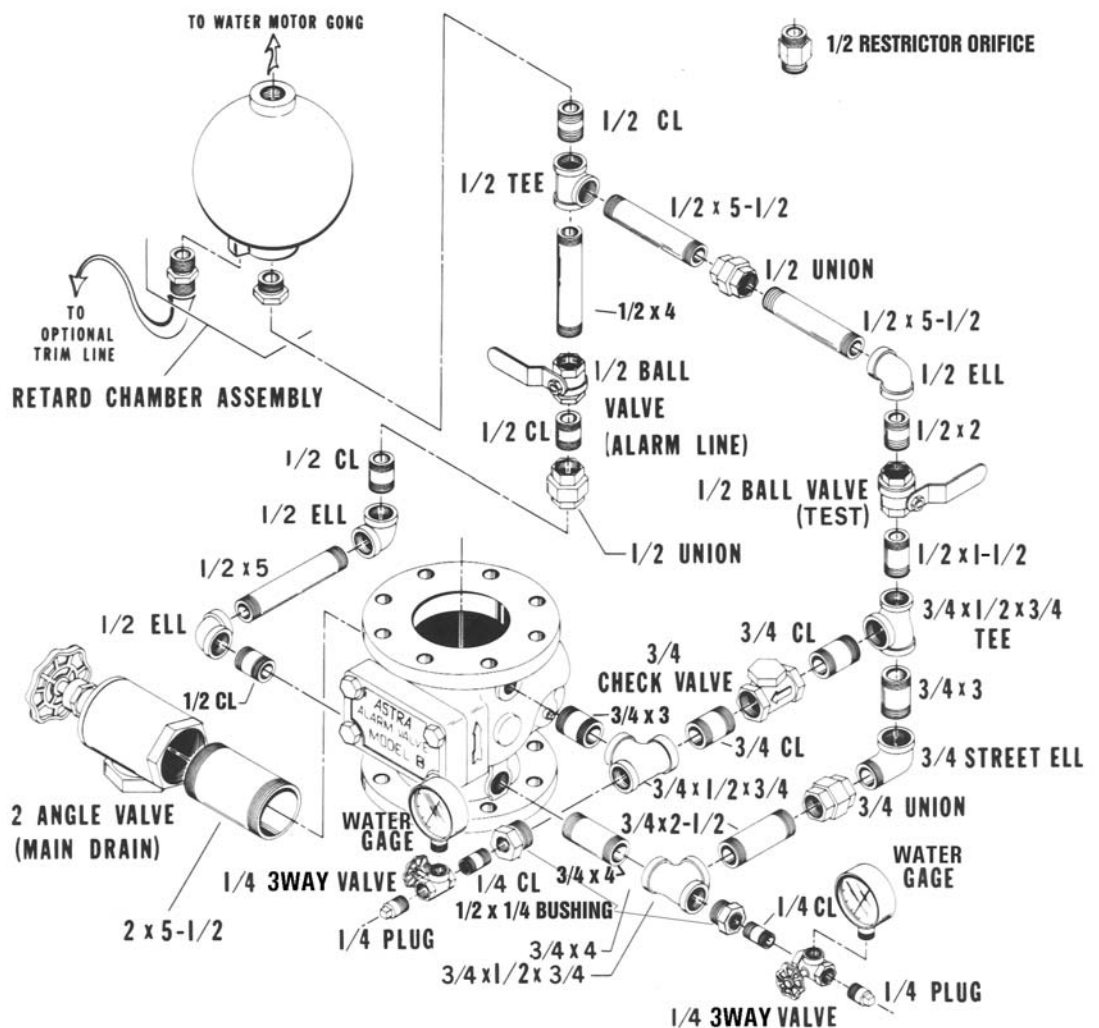 TO WATER MOTOR GONG
1/2 RESTRICTOR ORIFICE
1/2 CL
1/2 TEE
1/2 x 5-1/2
1/2 UNION
1/2 x 4
1/2 x 5-1/2
TO
OPTIONAL
TRIM LINE
1/2 ELL
RETARD CHAMBER ASSEMBLY
1/2 BALL
VALVE
(ALARM LINE)
1/2 CL
1/2 x 2
1/2 CL
1/2 BALL VALVE
(TEST)
1/2 ELL
1/2 UNION
1/2 x 1-1/2
1/2 x 5
3/4 x 1/2 x 3/4
TEE
1/2 ELL
3/4 CL
3/4
CHECK VALVE
1/2 CL
3/4 x 3
3/4 x 3
ASTRA
ALARM VALVE
MODEL B
3/4 CL
3/4 STREET ELL
3/4 x 1/2 x 3/4
3/4 UNION
2 ANGLE VALVE
(MAIN DRAIN)
WATER
GAGE
3/4 x 2-1/2
WATER
GAGE
1/4 3WAY VALVE
1/4 CL
3/4 x 4
1/4 CL
1/2 x 1/4 BUSHING
2 x 5-1/2
1/4 PLUG
3/4 x 4
3/4 x 1/2 x 3/4
1/4 PLUG
1/4 3WAY VALVE